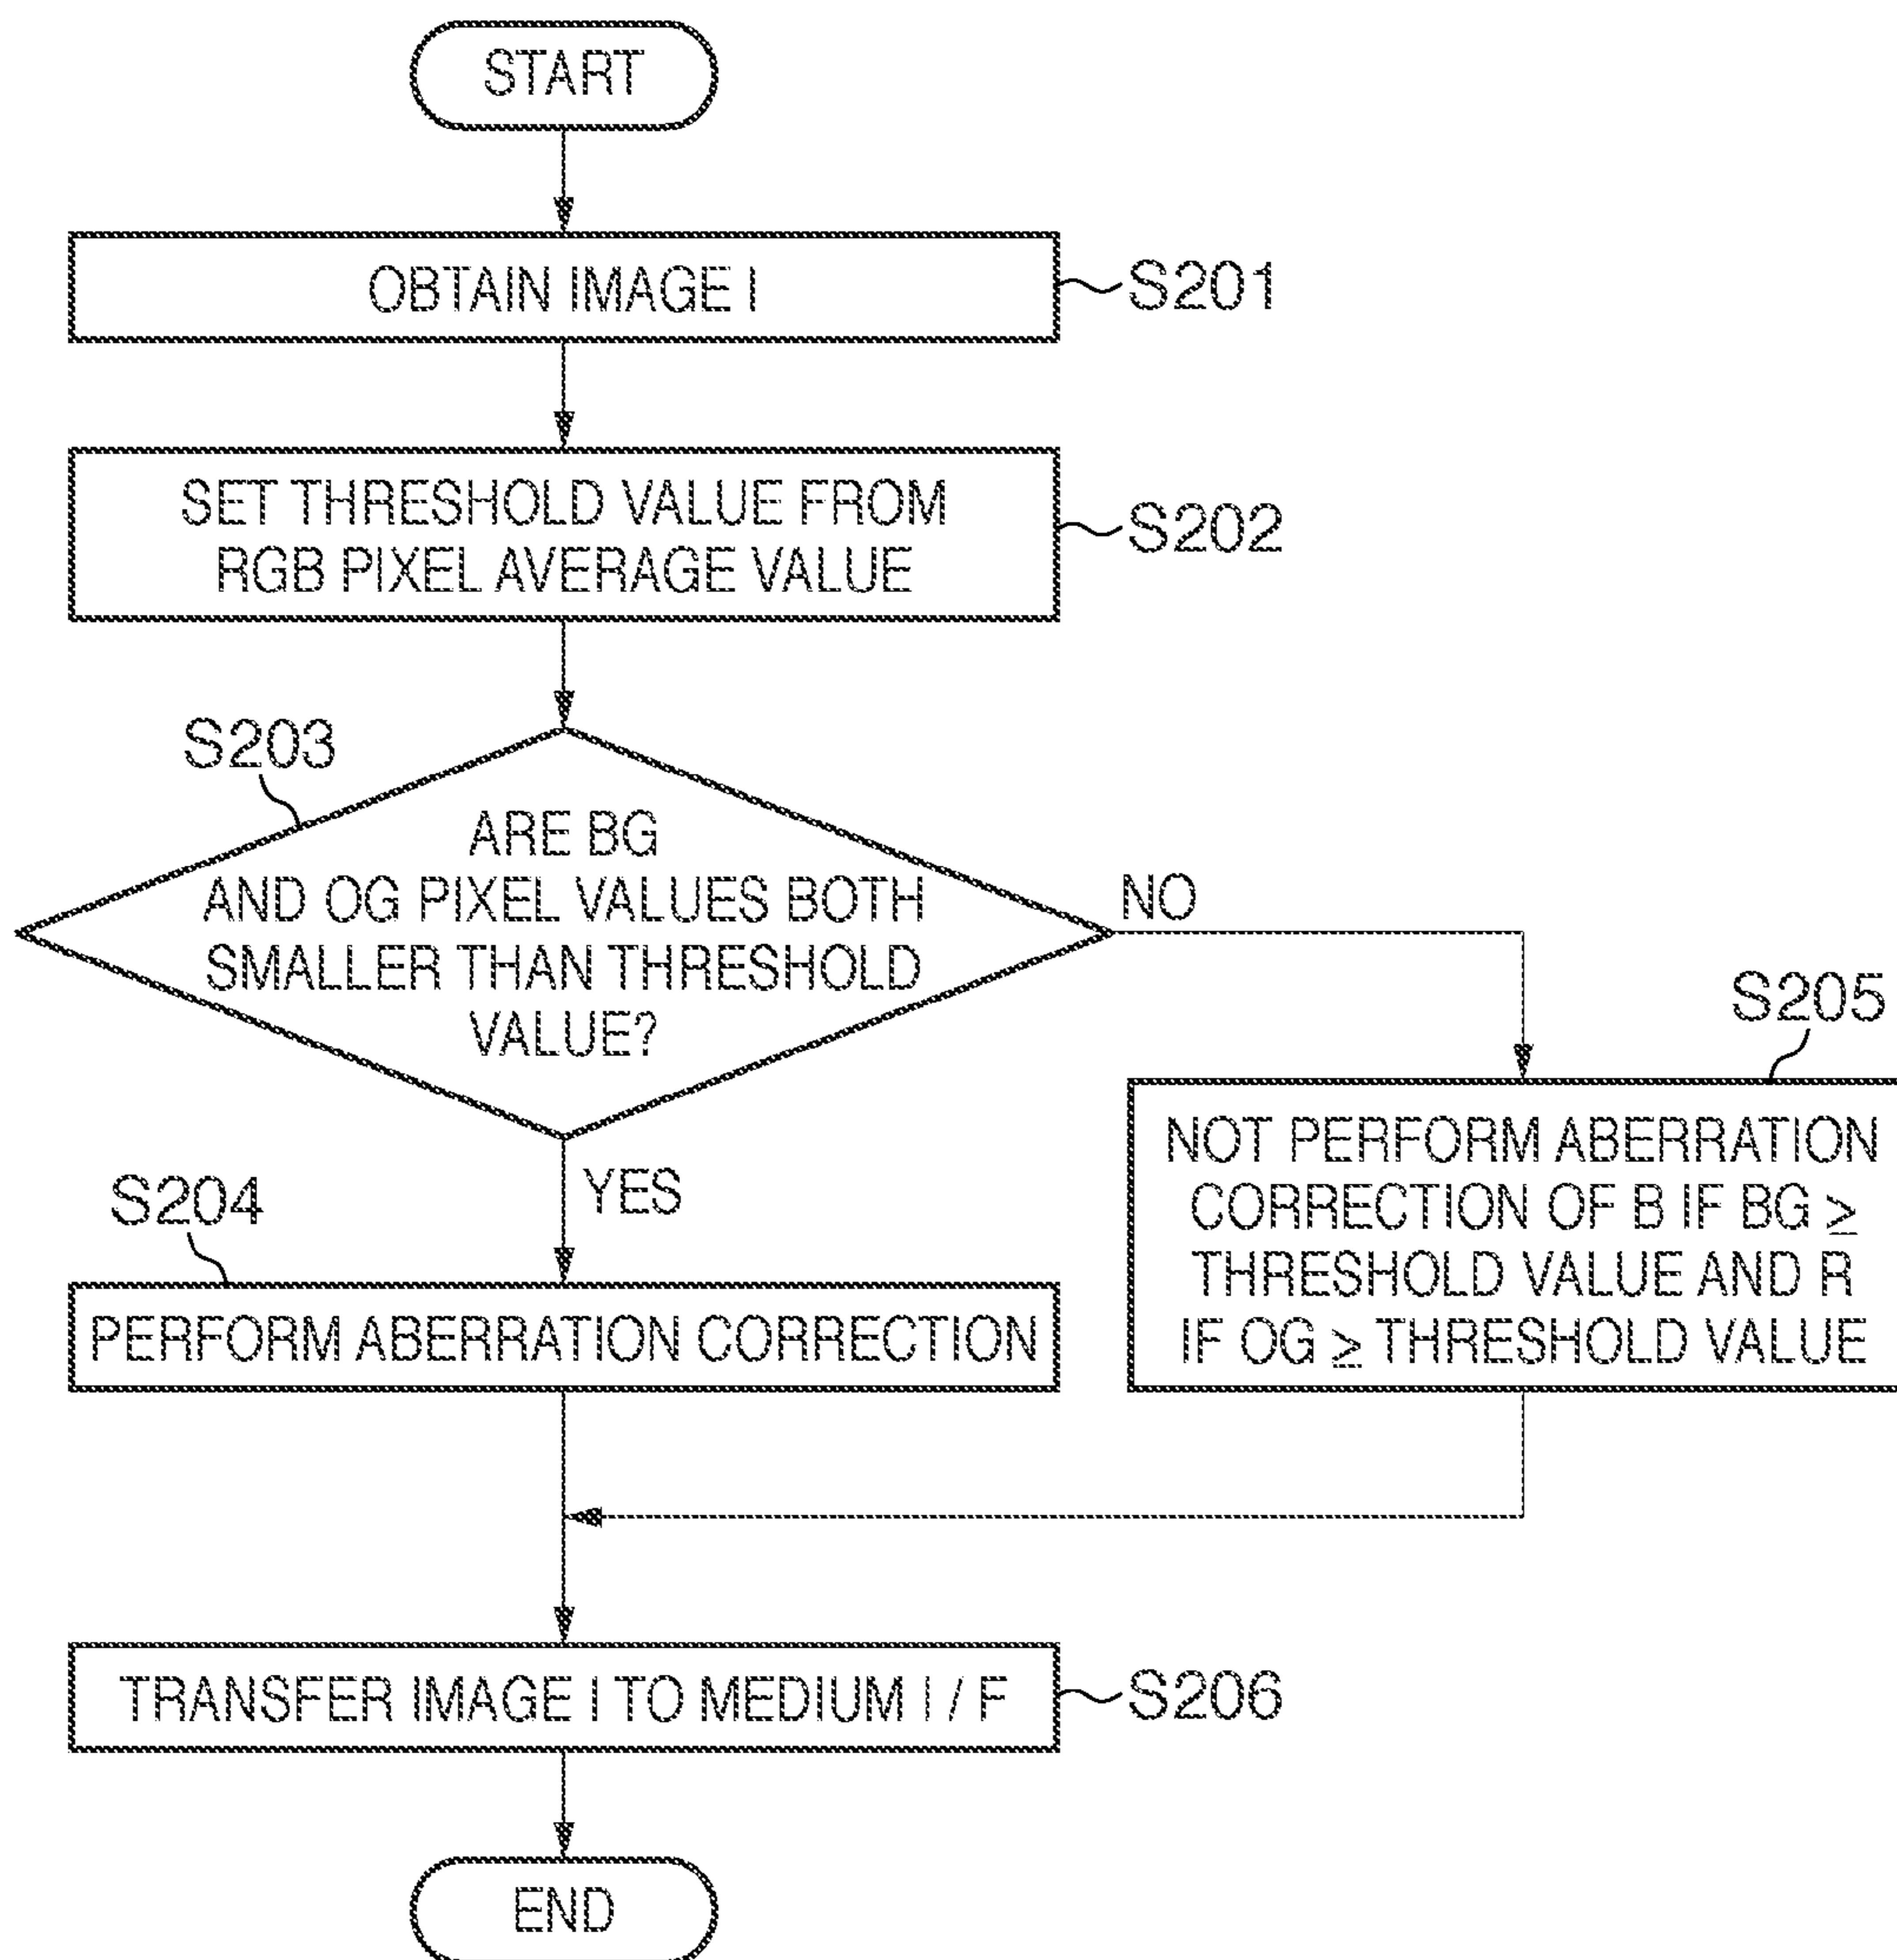 START
OBTAIN IMAGE I
S201
SET THRESHOLD VALUE FROM
RGB PIXEL AVERAGE VALUE
S202
S203
ARE BG
AND OG PIXEL VALUES BOTH
SMALLER THAN THRESHOLD
VALUE?
NO
YES
S204
PERFORM ABERRATION CORRECTION
S205
NOT PERFORM ABERRATION
CORRECTION OF B IF BG ≥
THRESHOLD VALUE AND R
IF OG ≥ THRESHOLD VALUE
TRANSFER IMAGE I TO MEDIUM I / F
S206
END